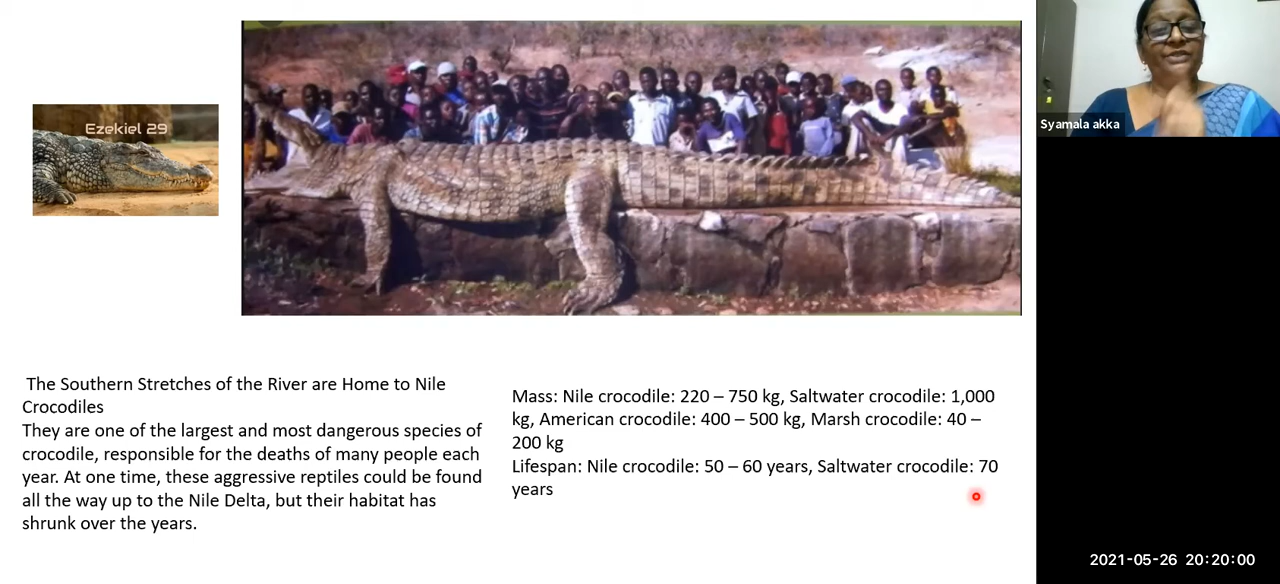 Ezekiel 29
Syamala akka
The Southern Stretches of the River are Home to Nile
Crocodiles
They are one of the largest and most dangerous species of
crocodile, responsible for the deaths of many people each
year. At one time, these aggressive reptiles could be found
all the way up to the Nile Delta, but their habitat has
shrunk over the years.
Mass: Nile crocodile: 220 – 750 kg, Saltwater crocodile: 1,000
kg, American crocodile: 400 – 500 kg, Marsh crocodile: 40 –
200 kg
Lifespan: Nile crocodile: 50 – 60 years, Saltwater crocodile: 70
years
2021-05-26 20:20:00